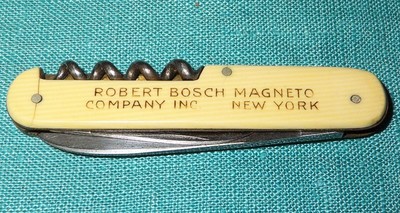 ROBERT BOSCH MAGNETO
COMPANY INC NEW YORK